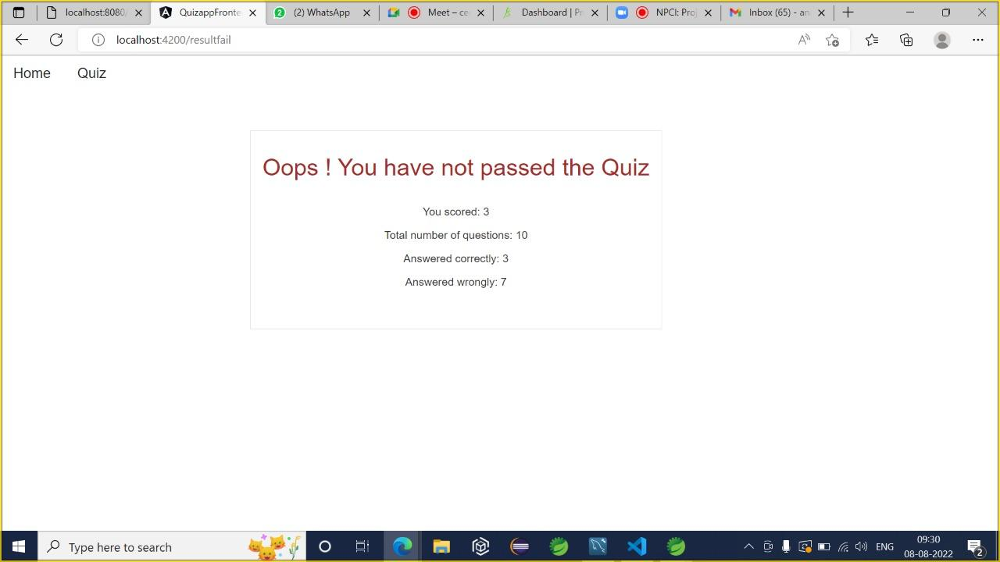 localhost:8080/
QuizappFronte
(2) WhatsApp
Meet – ce
Dashboard | Pr
NPCI: Proj
Inbox (65) - an
localhost:4200/resultfail
Home Quiz
Oops ! You have not passed the Quiz
You scored: 3
Total number of questions: 10
Answered correctly: 3
Answered wrongly: 7
Type here to search
ENG
09:30
08-08-2022
2